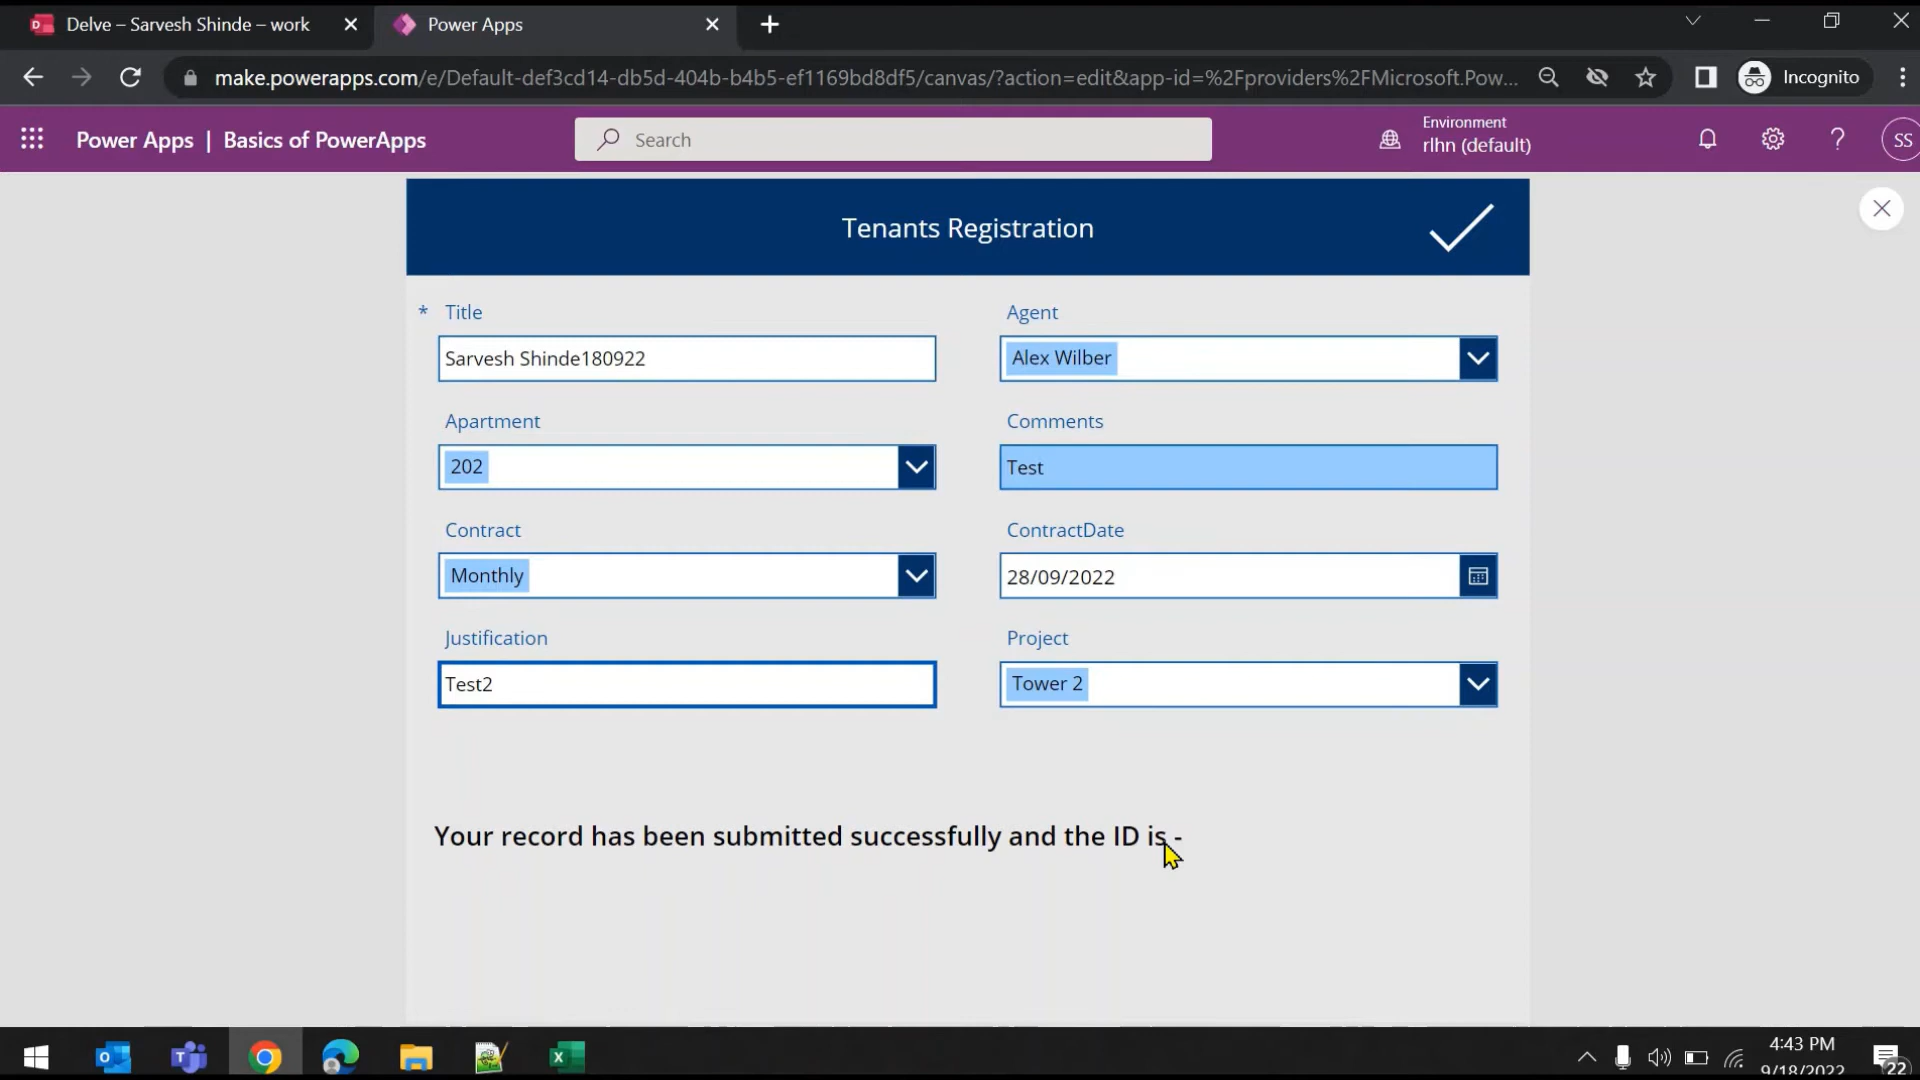 Delve – Sarvesh Shinde – work
Power Apps
make.powerapps.com/e/Default-def3cd14-db5d-404b-b4b5-ef1169bd8df5/canvas/?action=edit&app-id=%2Fproviders%2FMicrosoft.Pow...
Incognito
Power Apps | Basics of PowerApps
Search
Environment
rlhn (default)
SS
Tenants Registration
* Title
Agent
Sarvesh Shinde180922
Alex Wilber
Apartment
Comments
202
Test
Contract
ContractDate
Monthly
28/09/2022
Justification
Project
Test2
Tower 2
Your record has been submitted successfully and the ID is -
4:43 PM
9/18/2022
22